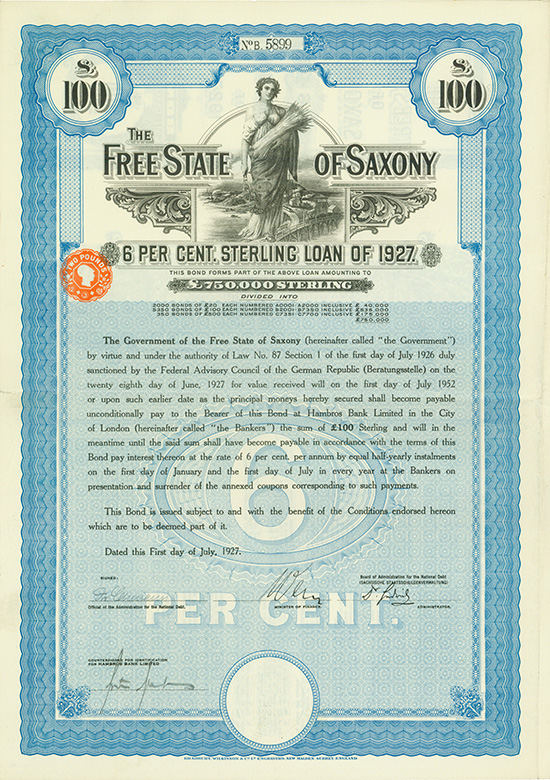 No B. 5899
£ 100
£ 100
THE
FREE STATE OF SAXONY
6 PER CENT. STERLING LOAN OF 1927.
TWO POUNDS
THIS BOND FORMS PART OF THE ABOVE LOAN AMOUNTING TO
£750,000 STERLING
DIVIDED INTO
2000 BONDS OF £20 EACH NUMBERED A0001-A2000 INCLUSIVE £ 40,000
5350 BONDS OF £100 EACH NUMBERED B2001-B7350 INCLUSIVE £535,000
350 BONDS OF £500 EACH NUMBERED C7351-C7700 INCLUSIVE £175,000
£750,000
The Government of the Free State of Saxony (hereinafter called "the Government")
by virtue and under the authority of Law No. 87 Section 1 of the first day of July 1926 duly
sanctioned by the Federal Advisory Council of the German Republic (Beratungsstelle) on the
twenty eighth day of June, 1927 for value received will on the first day of July 1952
or upon such earlier date as the principal moneys hereby secured shall become payable
unconditionally pay to the Bearer of this Bond at Hambros Bank Limited in the City
of London (hereinafter called "the Bankers") the sum of £100 Sterling and will in the
meantime until the said sum shall have become payable in accordance with the terms of this
Bond pay interest thereon at the rate of 6 per cent. per annum by equal half-yearly instalments
on the first day of January and the first day of July in every year at the Bankers on
presentation and surrender of the annexed coupons corresponding to such payments.
This Bond is issued subject to and with the benefit of the Conditions endorsed hereon
which are to be deemed part of it.
Dated this First day of July, 1927.
6
PER CENT.
SIGNED:
Board of Administration for the National Debt
(SÄCHSISCHE STAATSSCHULDENVERWALTUNG)
Official of the Administration for the National Debt.
MINISTER OF FINANCE.
ADMINISTRATOR.
COUNTERSIGNED FOR IDENTIFICATION
FOR HAMBROS BANK LIMITED
BRADBURY, WILKINSON & Co. Ld. ENGRAVERS, NEW MALDEN, SURREY, ENGLAND